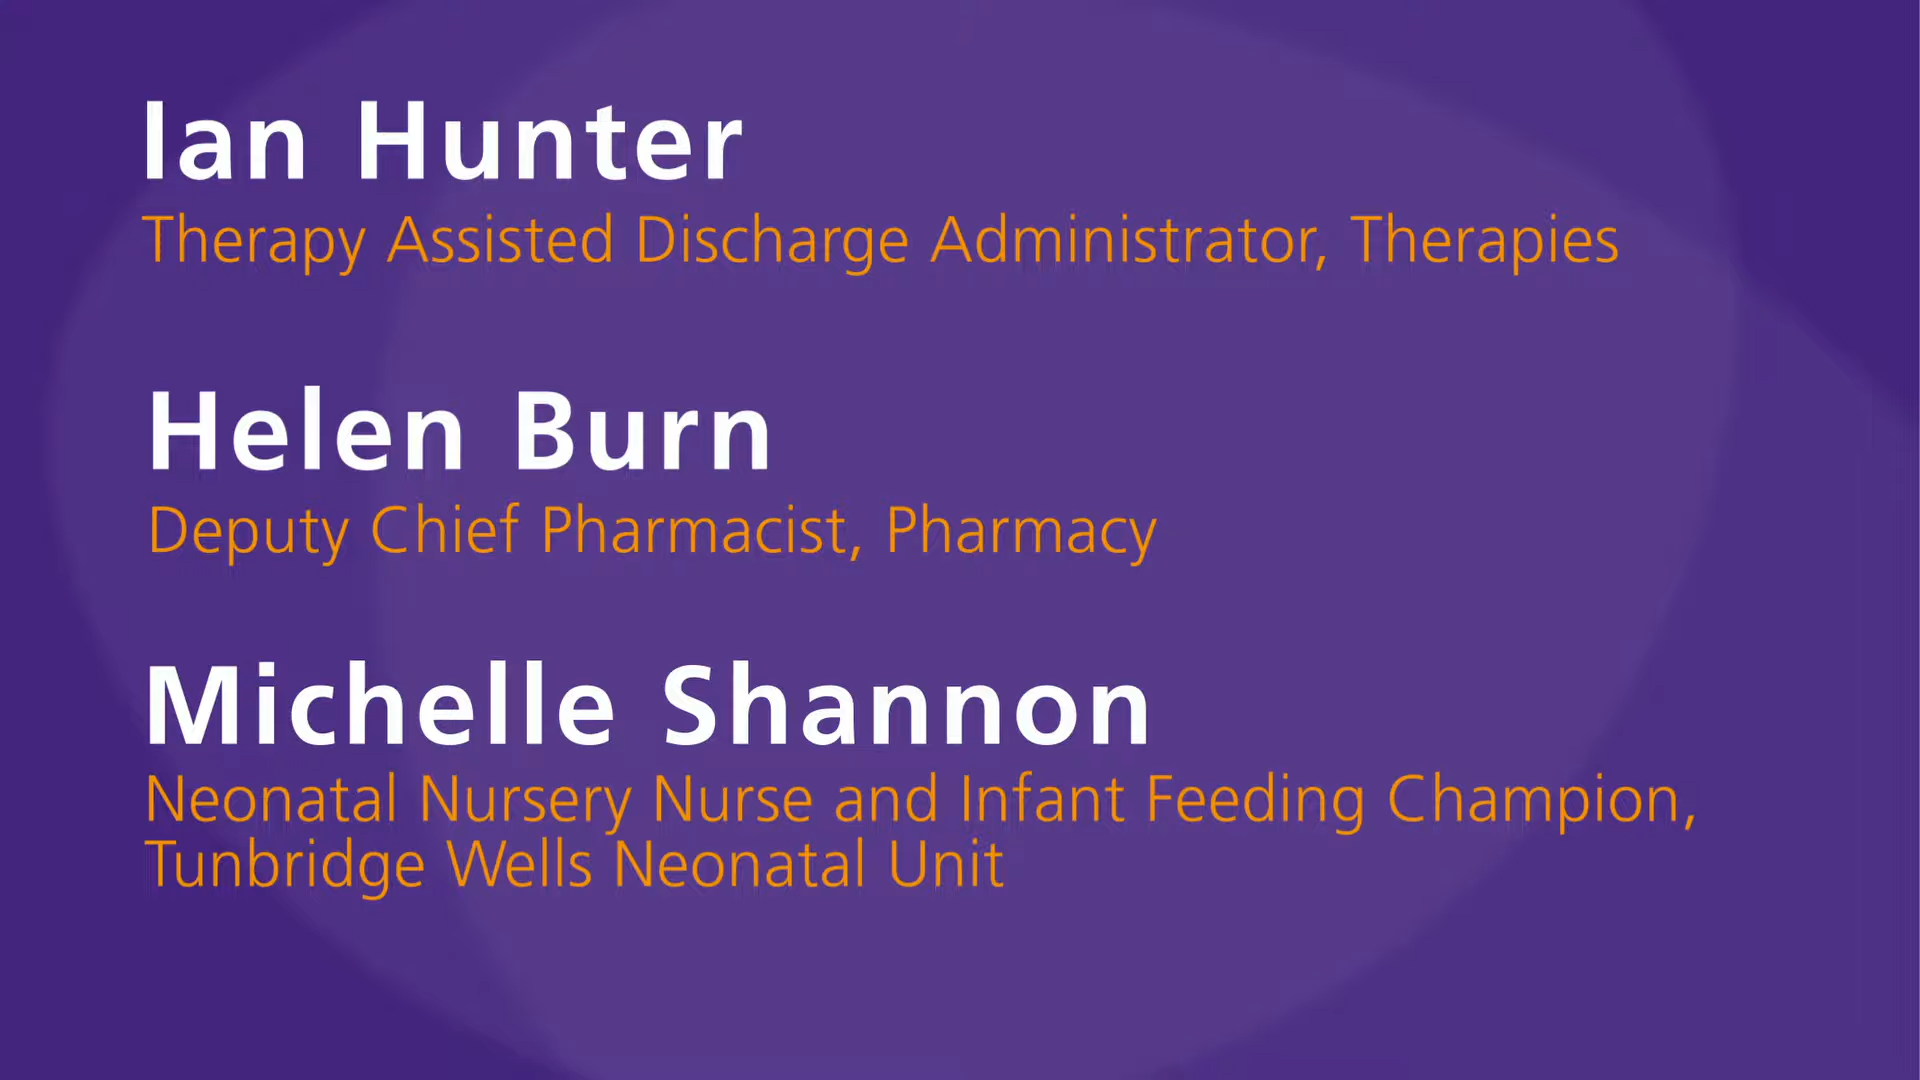 Ian Hunter
Therapy Assisted Discharge Administrator, Therapies
Helen Burn
Deputy Chief Pharmacist, Pharmacy
Michelle Shannon
Neonatal Nursery Nurse and Infant Feeding Champion,
Tunbridge Wells Neonatal Unit